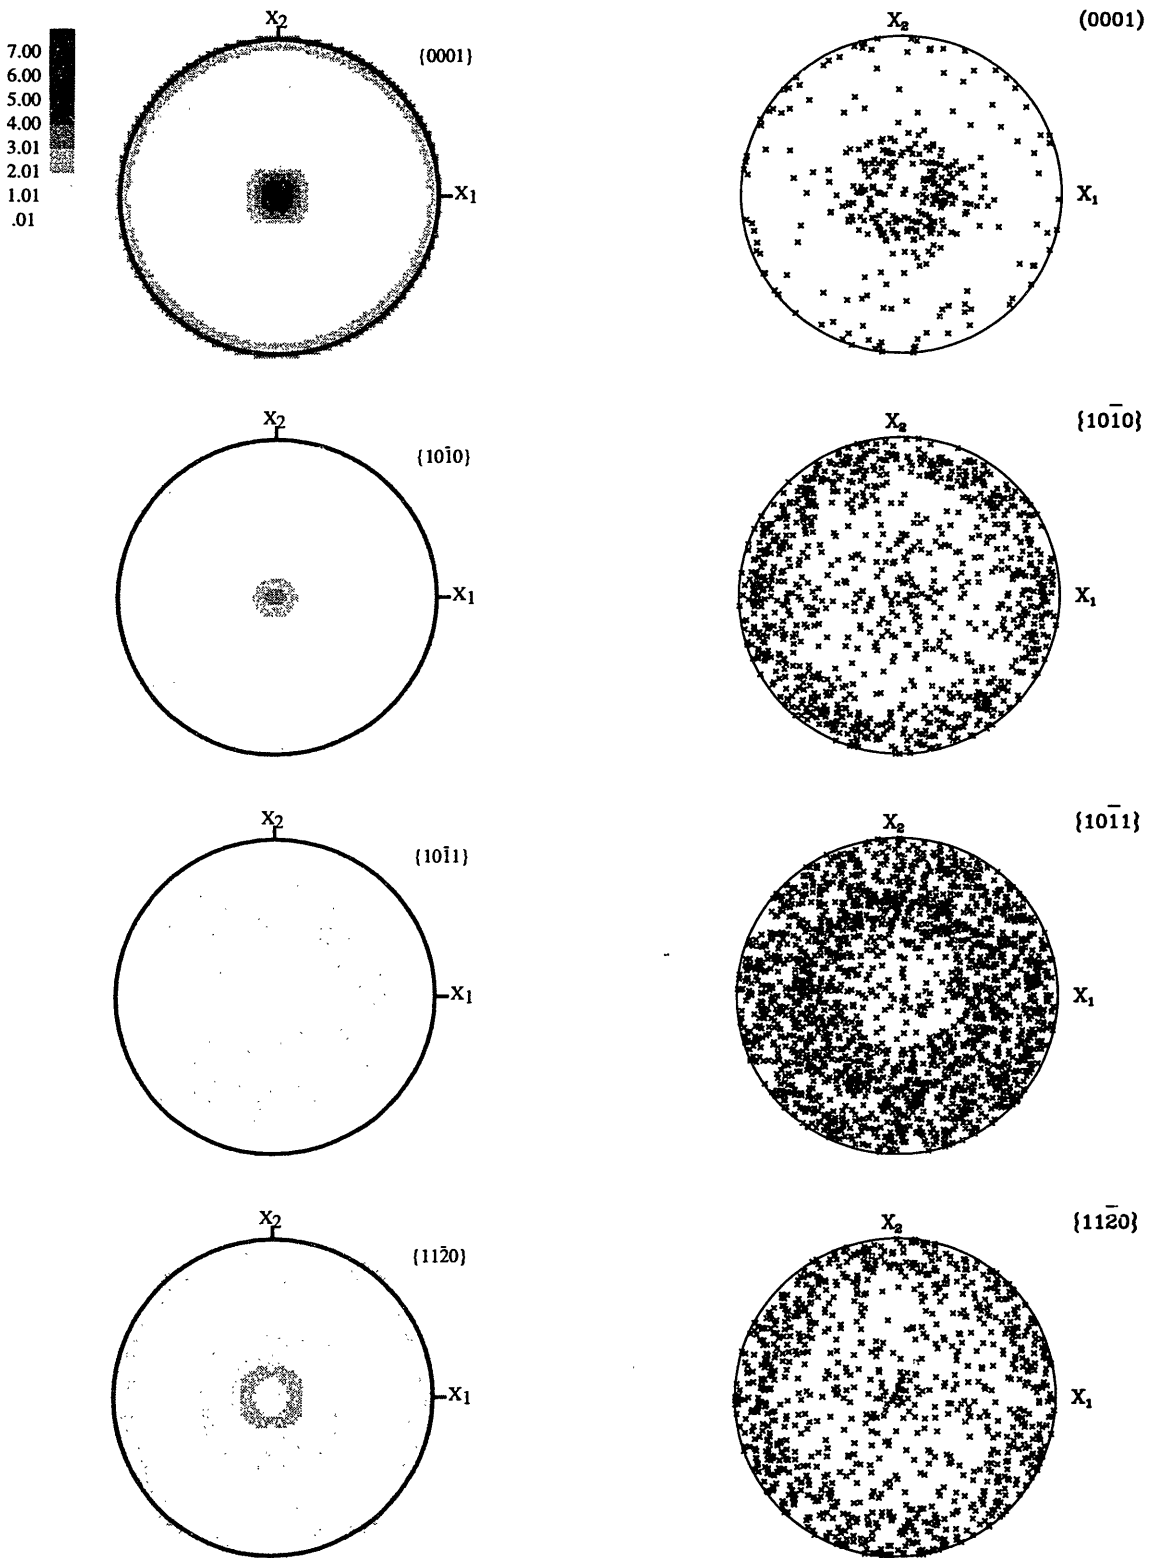 7.00
6.00
5.00
4.00
3.01
2.01
1.01
.01
X₂
{0001}
X₁
X₂
(0001)
X₁
X₂
{101̄0}
X₁
X₂
{101̄0}
X₁
X₂
{101̄1}
X₁
X₂
{101̄1}
X₁
X₂
{112̄0}
X₁
X₂
{112̄0}
X₁